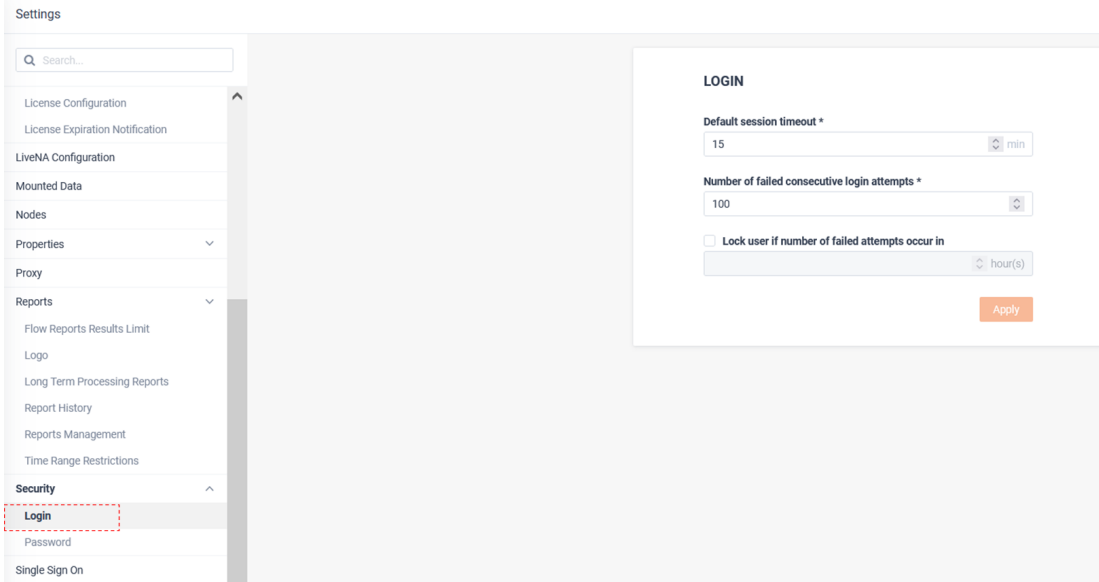 Settings
Search...
License Configuration
License Expiration Notification
LiveNA Configuration
Mounted Data
Nodes
Properties
Proxy
Reports
Flow Reports Results Limit
Logo
Long Term Processing Reports
Report History
Reports Management
Time Range Restrictions
Security
Login
Password
Single Sign On
LOGIN
Default session timeout *
15 min
Number of failed consecutive login attempts *
100
Lock user if number of failed attempts occur in
hour(s)
Apply